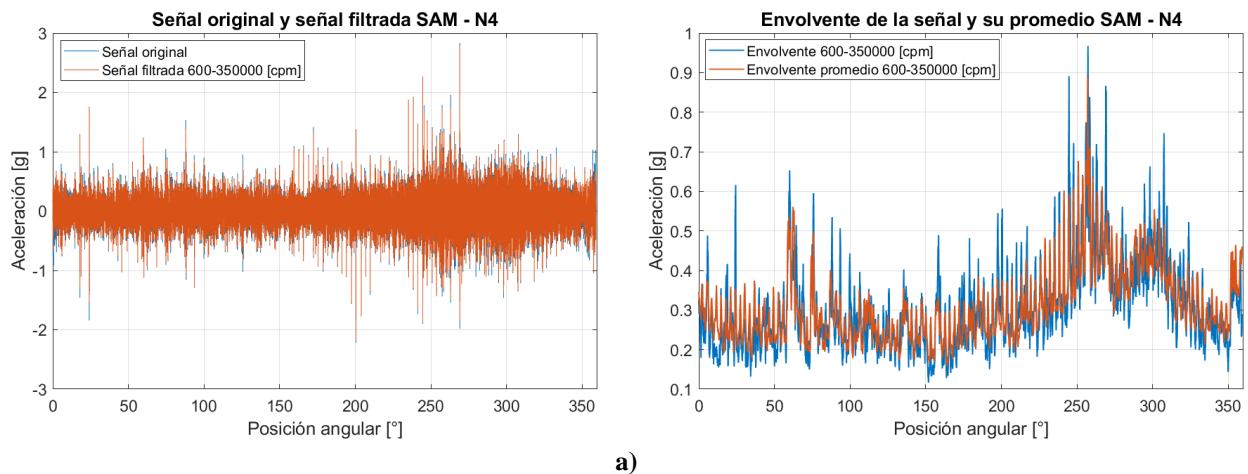 Señal original y señal filtrada SAM - N4
Señal original
Señal filtrada 600-350000 [cpm]
3
2
1
0
-1
-2
-3
Aceleración [g]
0 50 100 150 200 250 300 350
Posición angular [°]
Envolvente de la señal y su promedio SAM - N4
Envolvente 600-350000 [cpm]
Envolvente promedio 600-350000 [cpm]
1
0.9
0.8
0.7
0.6
0.5
0.4
0.3
0.2
0.1
Aceleración [g]
0 50 100 150 200 250 300 350
Posición angular [°]
a)